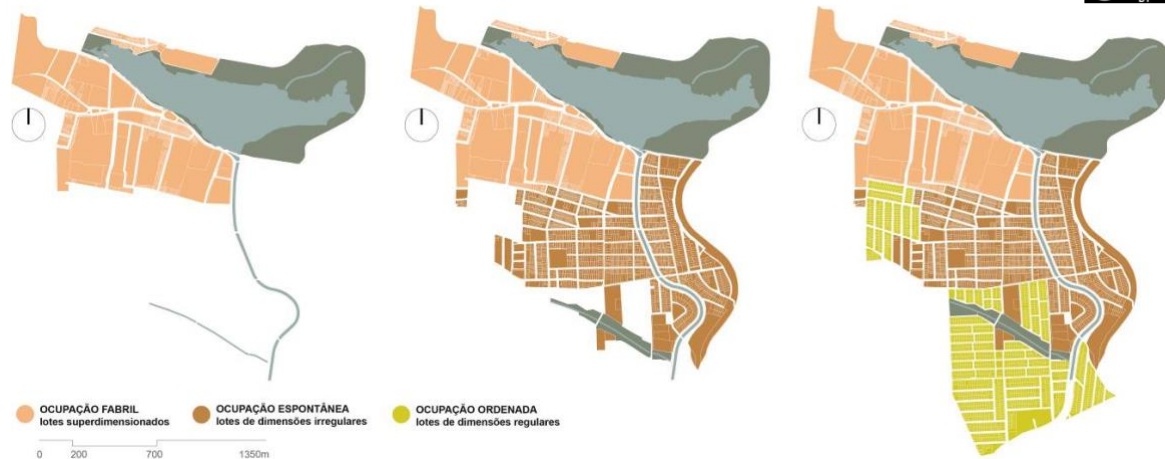 OCUPAÇÃO FABRIL
lotes superdimensionados
OCUPAÇÃO ESPONTÂNEA
lotes de dimensões irregulares
OCUPAÇÃO ORDENADA
lotes de dimensões regulares
0 200 700 1350m